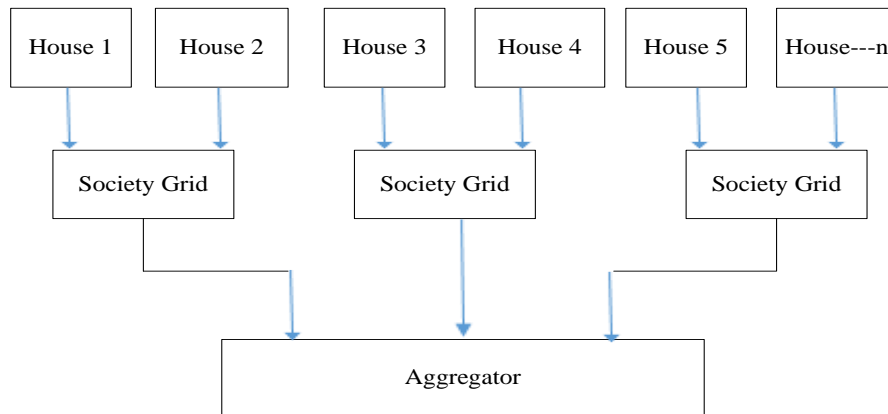 House 1
House 2
House 3
House 4
House 5
House---n
Society Grid
Society Grid
Society Grid
Aggregator